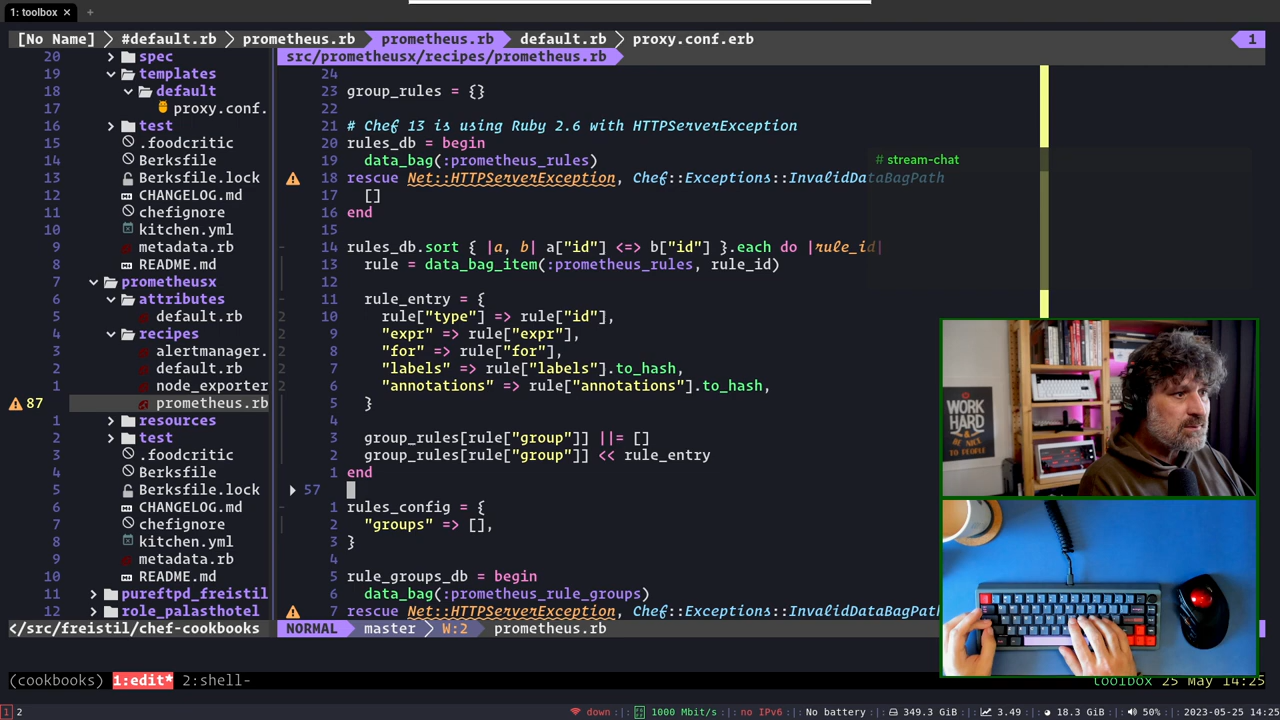 1: toolbox × +
[No Name] #default.rb prometheus.rb prometheus.rb default.rb proxy.conf.erb 1
20 spec
19 templates
18 default
17 proxy.conf.
16 test
15 .foodcritic
14 Berksfile
13 Berksfile.lock
12 CHANGELOG.md
11 chefignore
10 kitchen.yml
9 metadata.rb
8 README.md
7 prometheusx
6 attributes
5 default.rb
4 recipes
3 alertmanager.
2 default.rb
1 node_exporter
87 prometheus.rb
1 resources
2 test
3 .foodcritic
4 Berksfile
5 Berksfile.lock
6 CHANGELOG.md
7 chefignore
8 kitchen.yml
9 metadata.rb
10 README.md
11 pureftpd_freistil
12 role_palasthotel
</src/freistil/chef-cookbooks
src/prometheusx/recipes/prometheus.rb
24
23 group_rules = {}
22
21 # Chef 13 is using Ruby 2.6 with HTTPServerException
20 rules_db = begin
19 data_bag(:prometheus_rules)
18 rescue Net::HTTPServerException, Chef::Exceptions::InvalidDataBagPath
17 []
16 end
15
14 rules_db.sort { |a, b| a["id"] <=> b["id"] }.each do |rule_id|
13 rule = data_bag_item(:prometheus_rules, rule_id)
12
11 rule_entry = {
2 10 rule["type"] => rule["id"],
2 9 "expr" => rule["expr"],
2 8 "for" => rule["for"],
2 7 "labels" => rule["labels"].to_hash,
2 6 "annotations" => rule["annotations"].to_hash,
5 }
4
3 group_rules[rule["group"]] ||= []
2 group_rules[rule["group"]] << rule_entry
1 end
57
1 rules_config = {
2 "groups" => [],
3 }
4
5 rule_groups_db = begin
6 data_bag(:prometheus_rule_groups)
7 rescue Net::HTTPServerException, Chef::Exceptions::InvalidDataBagPath
NORMAL master W:2 prometheus.rb
# stream-chat
WORK
HARD
& BE NICE
TO PEOPLE
(cookbooks) 1:edit* 2:shell-
toolbox 25 May 14:25
1 2 down :|: 1000 Mbit/s :|: no IPv6 :|: No battery :|: 349.3 GiB :|: 3.49 :|: 18.3 GiB :|: 50% :|: 2023-05-25 14:25